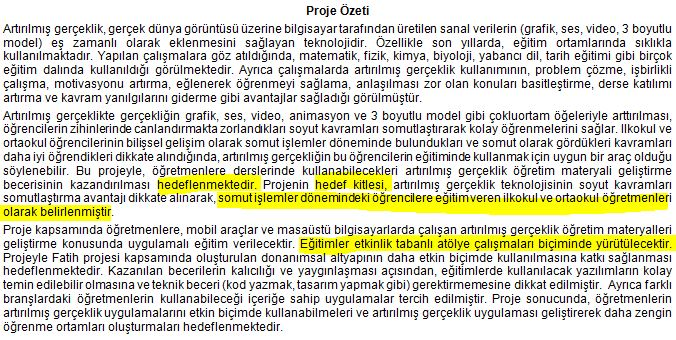 Proje Özeti
Artırılmış gerçeklik, gerçek dünya görüntüsü üzerine bilgisayar tarafından üretilen sanal verilerin (grafik, ses, video, 3 boyutlu
model) eş zamanlı olarak eklenmesini sağlayan teknolojidir. Özellikle son yıllarda, eğitim ortamlarında sıklıkla
kullanılmaktadır. Yapılan çalışmalara göz atıldığında, matematik, fizik, kimya, biyoloji, yabancı dil, tarih eğitimi gibi birçok
eğitim dalında kullanıldığı görülmektedir. Ayrıca çalışmalarda artırılmış gerçeklik kullanımının, problem çözme, işbirlikli
çalışma, motivasyonu artırma, eğlenerek öğrenmeyi sağlama, anlaşılması zor olan konuları basitleştirme, derse katılımı
artırma ve kavram yanılgılarını giderme gibi avantajlar sağladığı görülmüştür.
Artırılmış gerçeklikte gerçekliğin grafik, ses, video, animasyon ve 3 boyutlu model gibi çokluortam öğeleriyle arttırılması,
öğrencilerin zihinlerinde canlandırmakta zorlandıkları soyut kavramları somutlaştırarak kolay öğrenmelerini sağlar. İlkokul ve
ortaokul öğrencilerinin bilişsel gelişim olarak somut işlemler döneminde bulundukları ve somut olarak gördükleri kavramları
daha iyi öğrendikleri dikkate alındığında, artırılmış gerçekliğin bu öğrencilerin eğitiminde kullanmak için uygun bir araç olduğu
söylenebilir. Bu projeyle, öğretmenlere derslerinde kullanabilecekleri artırılmış gerçeklik öğretim materyali geliştirme
becerisinin kazandırılması hedeflenmektedir. Projenin hedef kitlesi, artırılmış gerçeklik teknolojisinin soyut kavramları
somutlaştırma avantajı dikkate alınarak, somut işlemler dönemindeki öğrencilere eğitim veren ilkokul ve ortaokul öğretmenleri
olarak belirlenmiştir.
Proje kapsamında öğretmenlere, mobil araçlar ve masaüstü bilgisayarlarda çalışan artırılmış gerçeklik öğretim materyalleri
geliştirme konusunda uygulamalı eğitim verilecektir. Eğitimler etkinlik tabanlı atölye çalışmaları biçiminde yürütülecektir.
Projeyle Fatih projesi kapsamında oluşturulan donanımsal altyapının daha etkin biçimde kullanılmasına katkı sağlanması
hedeflenmektedir. Kazanılan becerilerin kalıcılığı ve yaygınlaşması açısından, eğitimlerde kullanılacak yazılımların kolay
temin edilebilir olmasına ve teknik beceri (kod yazmak, tasarım yapmak gibi) gerektirmemesine dikkat edilmiştir. Ayrıca farklı
branşlardaki öğretmenlerin kullanabileceği içeriğe sahip uygulamalar tercih edilmiştir. Proje sonucunda, öğretmenlerin
artırılmış gerçeklik uygulamalarını etkin biçimde kullanabilmeleri ve artırılmış gerçeklik uygulaması geliştirerek daha zengin
öğrenme ortamları oluşturmaları hedeflenmektedir.